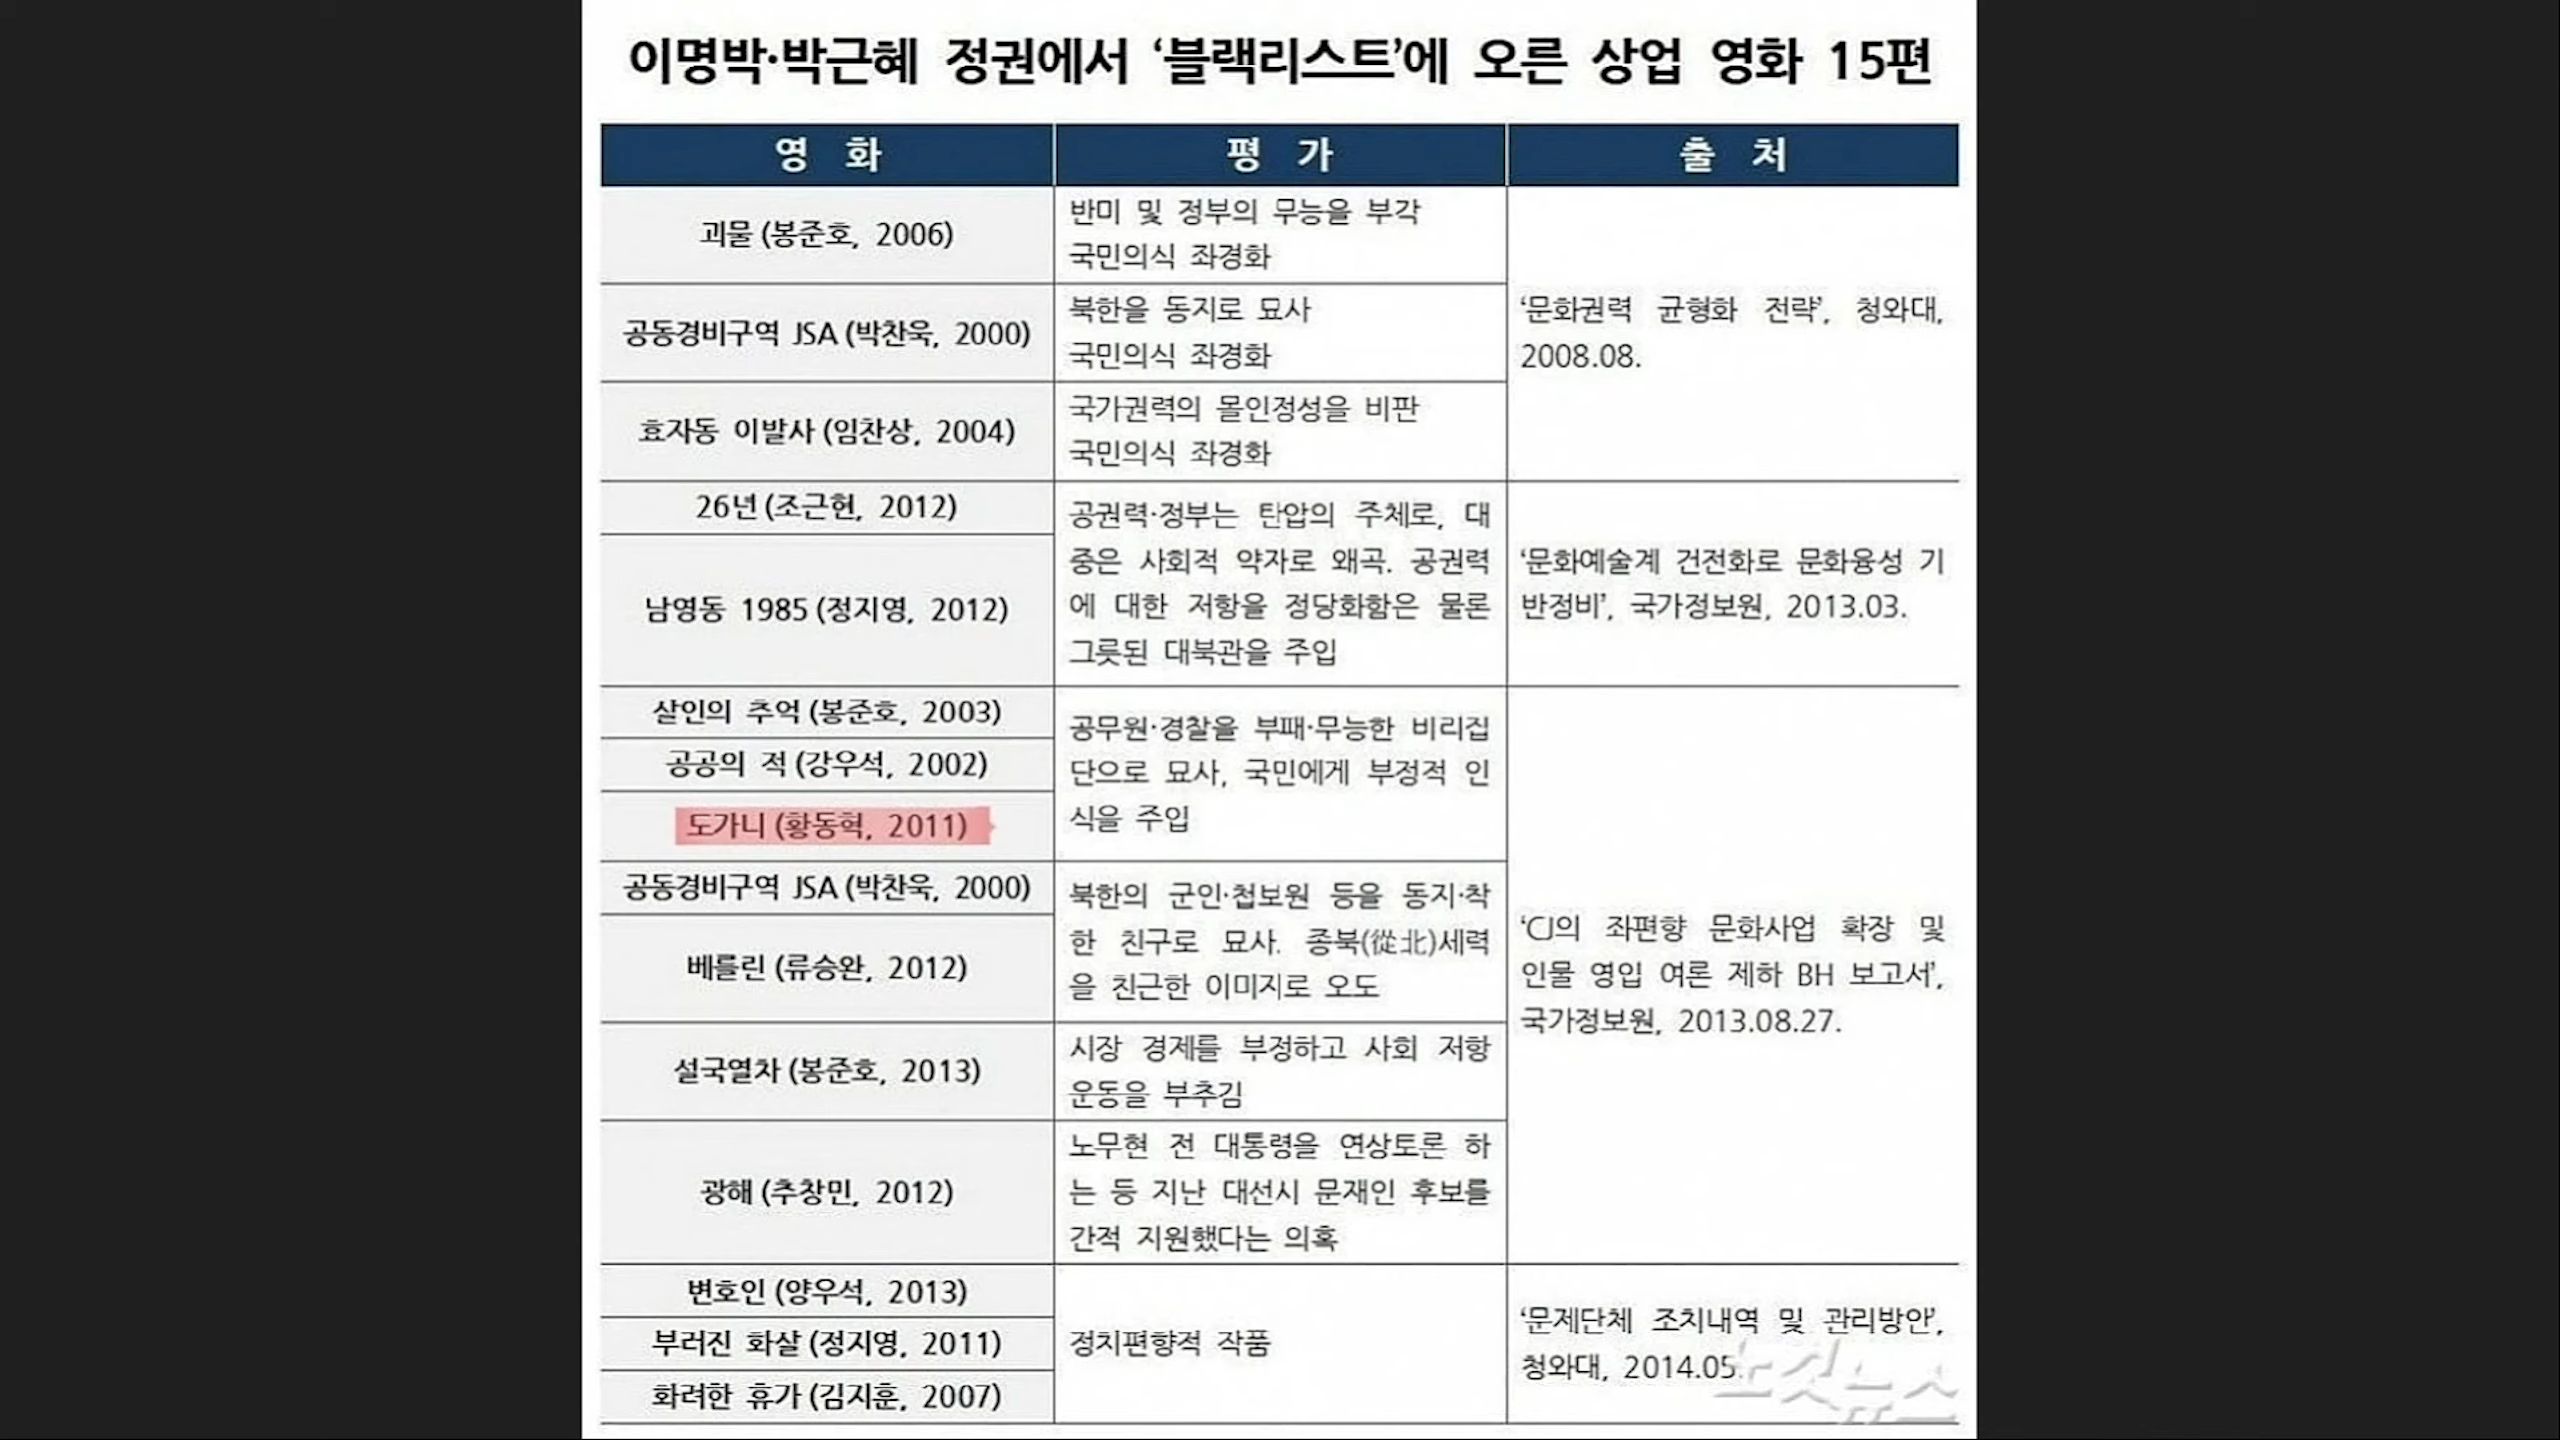 이명박·박근혜 정권에서 ‘블랙리스트’에 오른 상업 영화 15편
영 화
평 가
출 처
괴물 (봉준호, 2006)
반미 및 정부의 무능을 부각
국민의식 좌경화
공동경비구역 JSA (박찬욱, 2000)
북한을 동지로 묘사
국민의식 좌경화
효자동 이발사 (임찬상, 2004)
국가권력의 몰인정성을 비판
국민의식 좌경화
‘문화권력 균형화 전략’, 청와대,
2008.08.
26년 (조근현, 2012)
남영동 1985 (정지영, 2012)
공권력·정부는 탄압의 주체로, 대
중은 사회적 약자로 왜곡. 공권력
에 대한 저항을 정당화함은 물론
그릇된 대북관을 주입
‘문화예술계 건전화로 문화융성 기
반정비’, 국가정보원, 2013.03.
살인의 추억 (봉준호, 2003)
공공의 적 (강우석, 2002)
도가니 (황동혁, 2011)
공무원·경찰을 부패·무능한 비리집
단으로 묘사, 국민에게 부정적 인
식을 주입
공동경비구역 JSA (박찬욱, 2000)
베를린 (류승완, 2012)
북한의 군인·첩보원 등을 동지·착
한 친구로 묘사. 종북(從北)세력
을 친근한 이미지로 오도
설국열차 (봉준호, 2013)
시장 경제를 부정하고 사회 저항
운동을 부추김
광해 (추창민, 2012)
노무현 전 대통령을 연상토론 하
는 등 지난 대선시 문재인 후보를
간적 지원했다는 의혹
‘CJ의 좌편향 문화사업 확장 및
인물 영입 여론 제하 BH 보고서’,
국가정보원, 2013.08.27.
변호인 (양우석, 2013)
부러진 화살 (정지영, 2011)
화려한 휴가 (김지훈, 2007)
정치편향적 작품
‘문제단체 조치내역 및 관리방안’,
청와대, 2014.05.
노컷뉴스